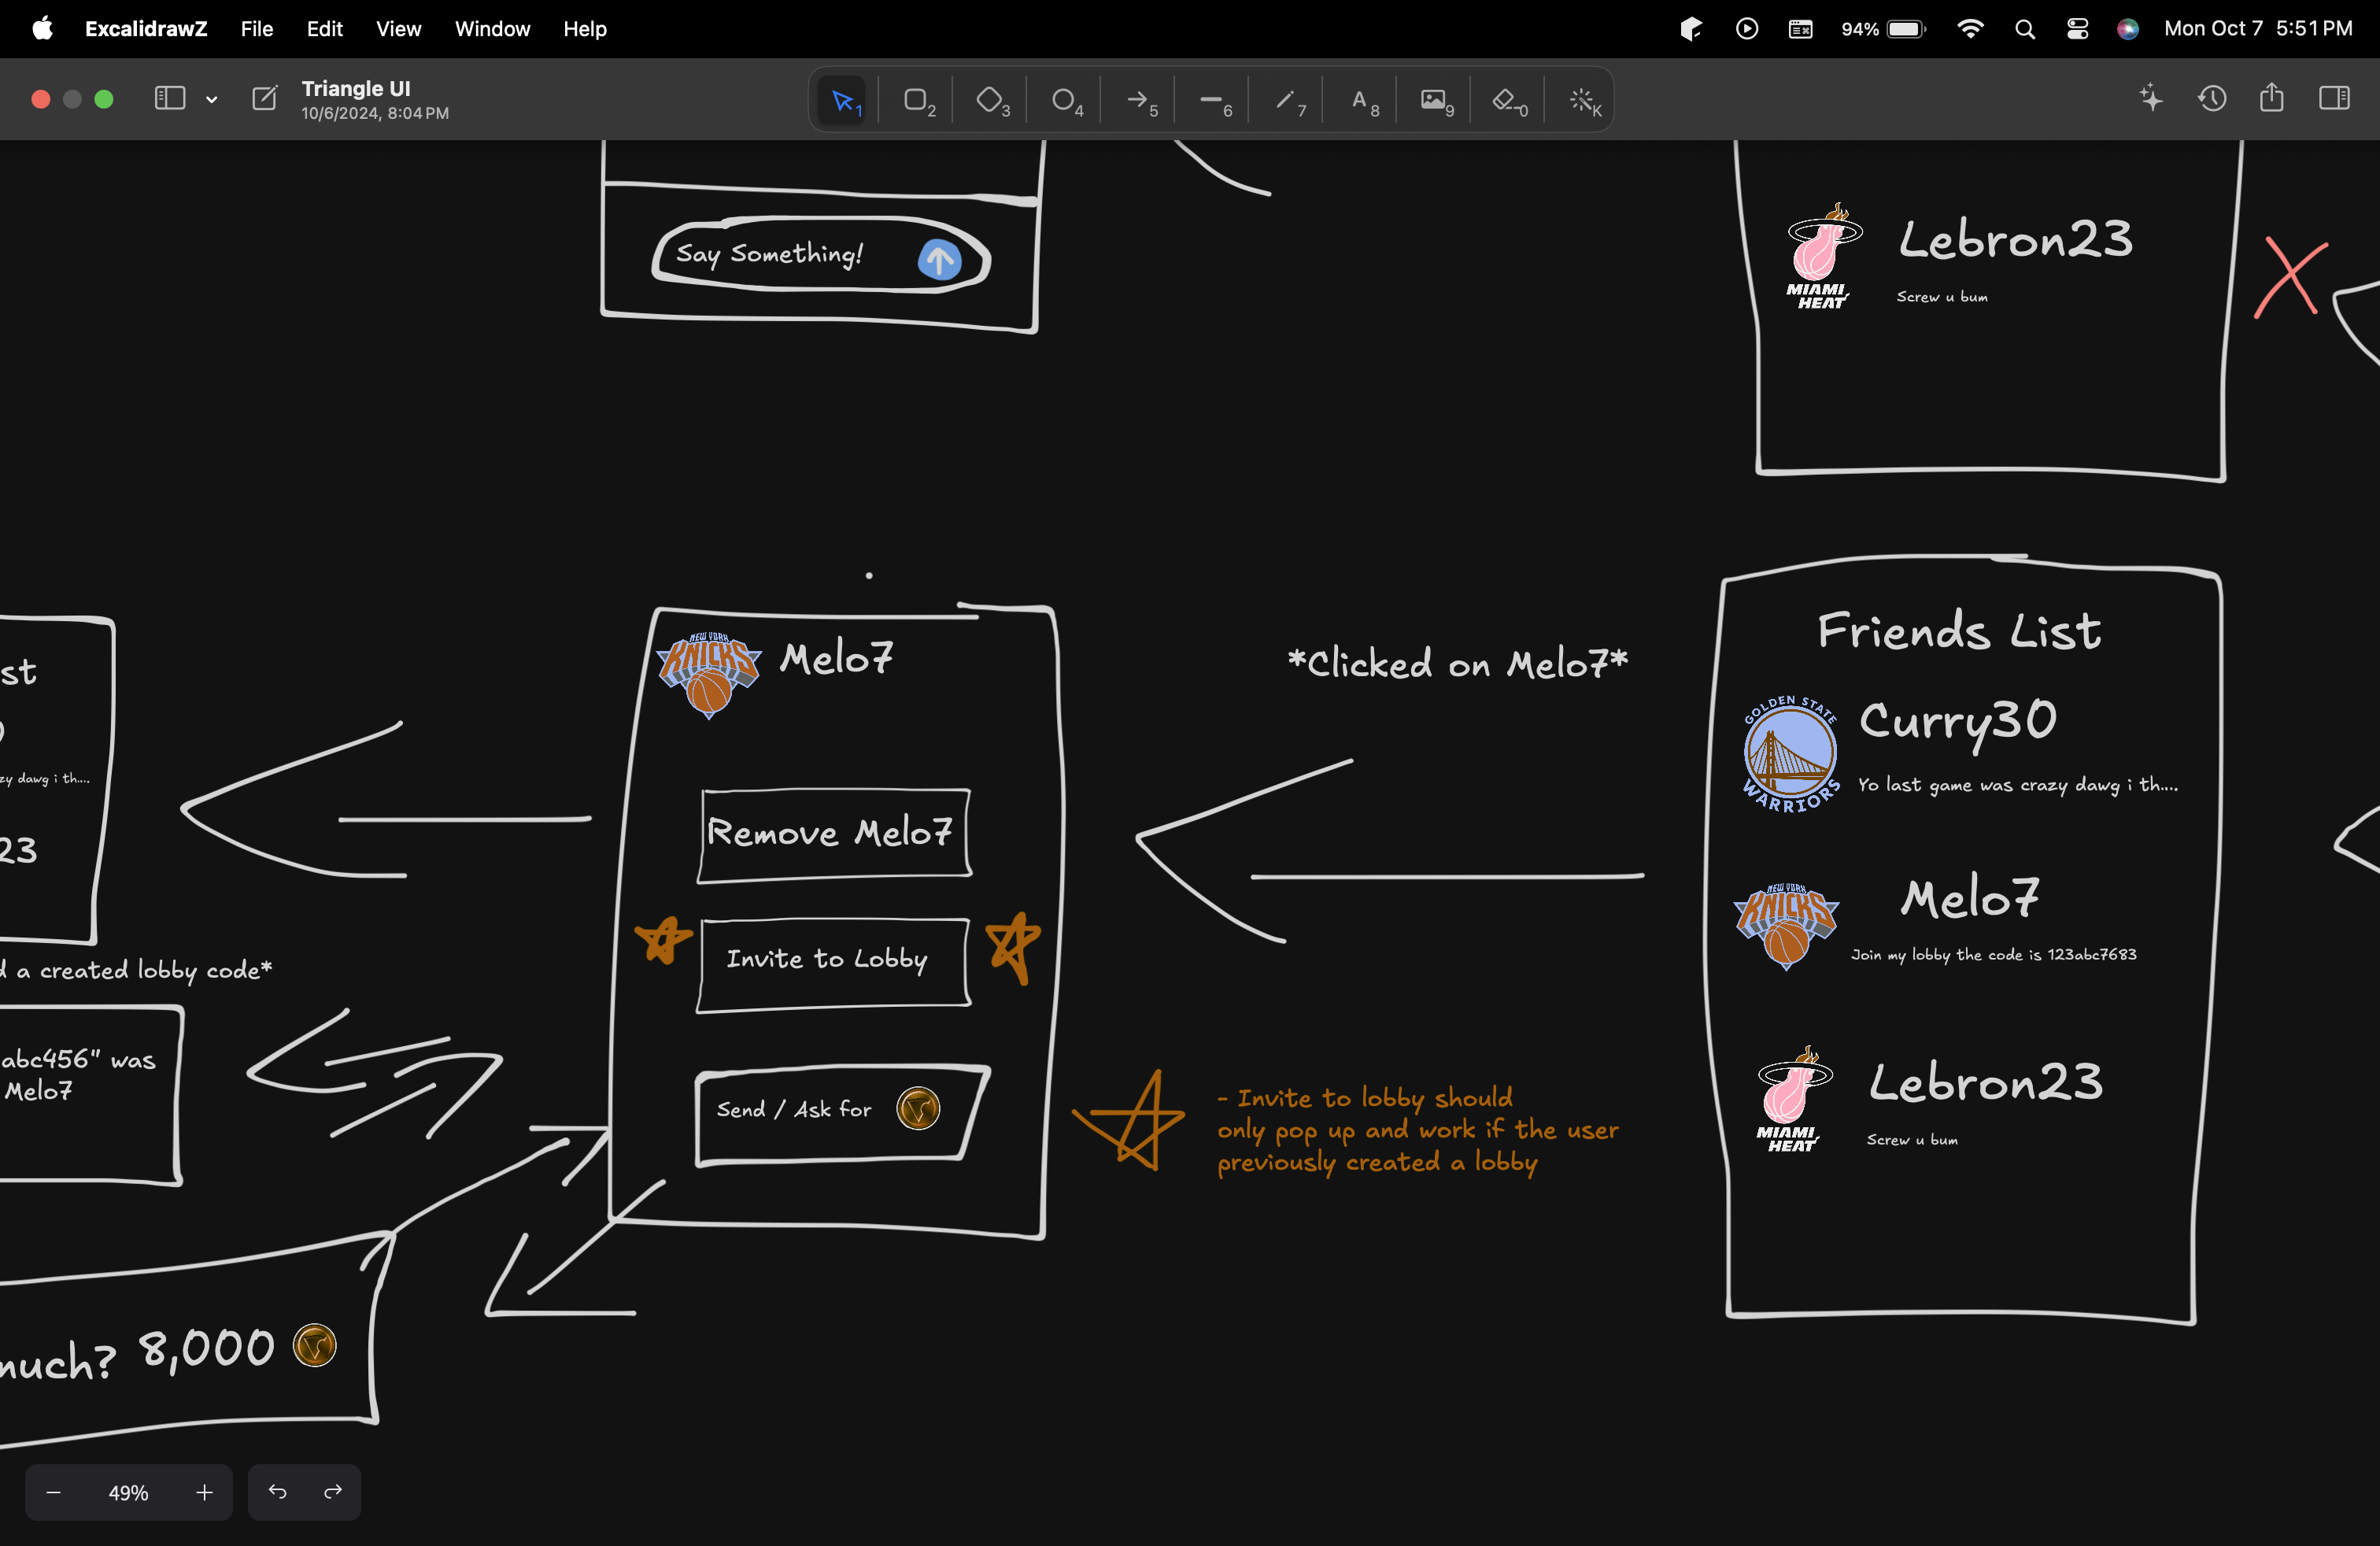 ExcalidrawZ File Edit View Window Help
94% Mon Oct 7 5:51 PM
Triangle UI
10/6/2024, 8:04 PM
1 2 3 4 5 6 7 A 8 9 0 K
Say Something!
Lebron23
MIAMI
HEAT
Screw u bum
X
st
zy dawg i th....
23
d a created lobby code*
abc456" was
Melo7
much? 8,000
NEW YORK
KNICKS
Melo7
Remove Melo7
Invite to Lobby
Send / Ask for
*Clicked on Melo7*
- Invite to lobby should
only pop up and work if the user
previously created a lobby
Friends List
GOLDEN STATE
WARRIORS
Curry30
Yo last game was crazy dawg i th....
NEW YORK
KNICKS
Melo7
Join my lobby the code is 123abc7683
Lebron23
MIAMI
HEAT
Screw u bum
49%